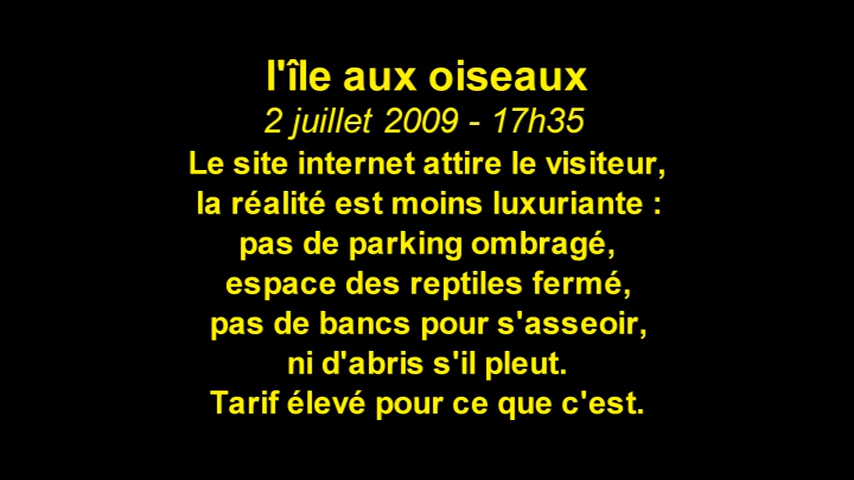 l'île aux oiseaux
2 juillet 2009 - 17h35
Le site internet attire le visiteur,
la réalité est moins luxuriante :
pas de parking ombragé,
espace des reptiles fermé,
pas de bancs pour s'asseoir,
ni d'abris s'il pleut.
Tarif élevé pour ce que c'est.